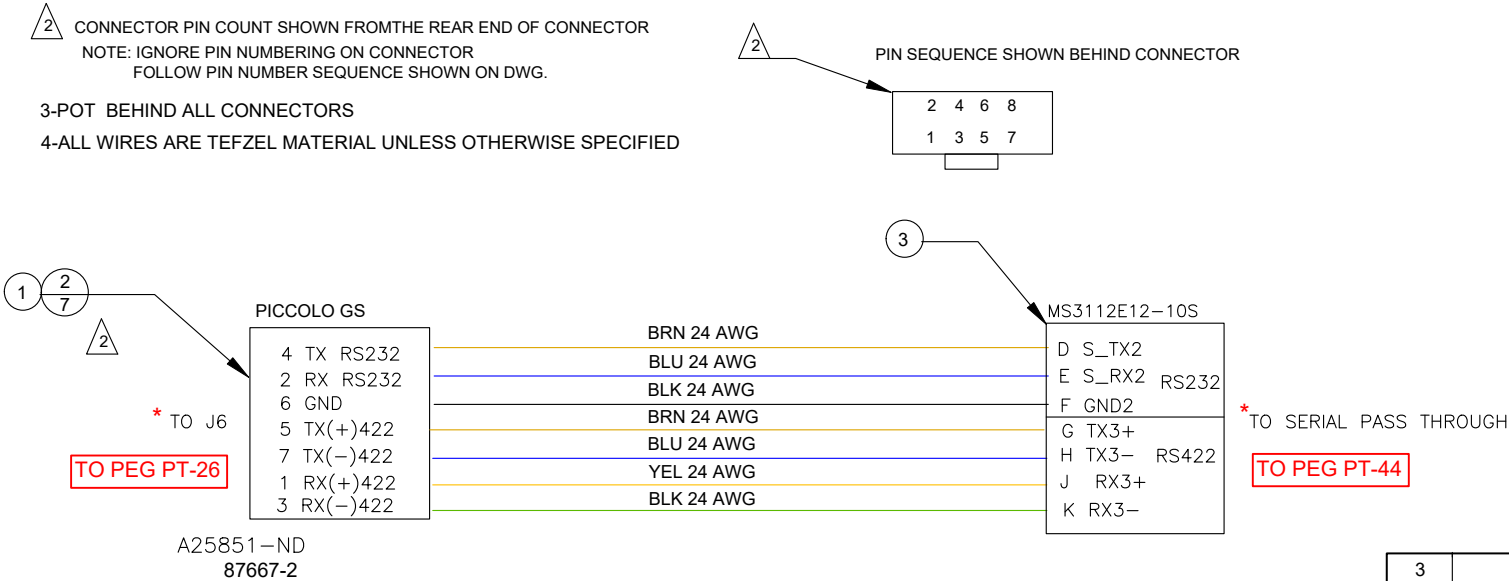 2 CONNECTOR PIN COUNT SHOWN FROMTHE REAR END OF CONNECTOR
NOTE: IGNORE PIN NUMBERING ON CONNECTOR
FOLLOW PIN NUMBER SEQUENCE SHOWN ON DWG.
3-POT BEHIND ALL CONNECTORS
4-ALL WIRES ARE TEFZEL MATERIAL UNLESS OTHERWISE SPECIFIED
2
PIN SEQUENCE SHOWN BEHIND CONNECTOR
2 4 6 8
1 3 5 7
3
1
2
7
2
PICCOLO GS
4 TX RS232
2 RX RS232
6 GND
5 TX(+)422
7 TX(-)422
1 RX(+)422
3 RX(-)422
* TO J6
TO PEG PT-26
A25851-ND
87667-2
BRN 24 AWG
BLU 24 AWG
BLK 24 AWG
BRN 24 AWG
BLU 24 AWG
YEL 24 AWG
BLK 24 AWG
MS3112E12-10S
D S_TX2
E S_RX2 RS232
F GND2
G TX3+
H TX3- RS422
J RX3+
K RX3-
*TO SERIAL PASS THROUGH
TO PEG PT-44
3